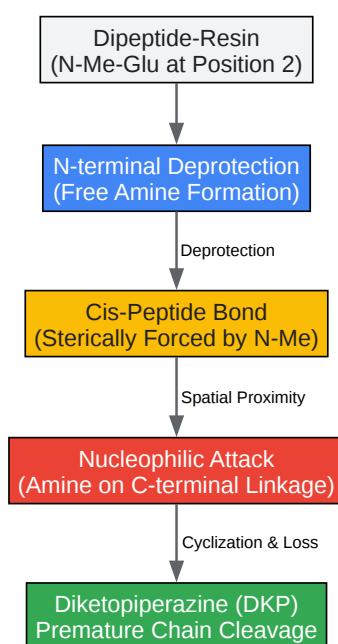 Dipeptide-Resin
(N-Me-Glu at Position 2)
N-terminal Deprotection
(Free Amine Formation)
Deprotection
Cis-Peptide Bond
(Sterically Forced by N-Me)
Spatial Proximity
Nucleophilic Attack
(Amine on C-terminal Linkage)
Cyclization & Loss
Diketopiperazine (DKP)
Premature Chain Cleavage